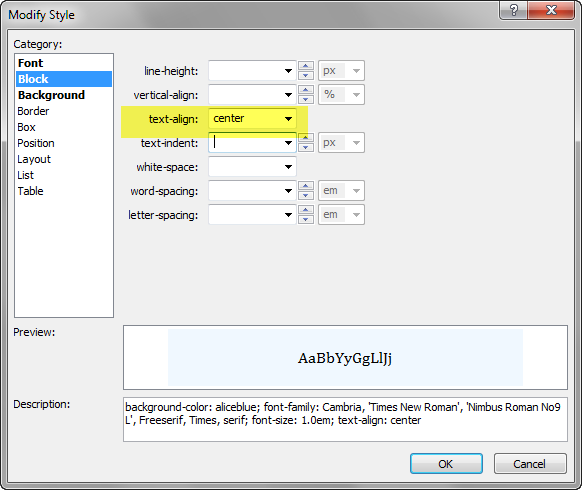 Modify Style
Category:
Font
Block
Background
Border
Box
Position
Layout
List
Table
line-height: px
vertical-align: %
text-align: center
text-indent: px
white-space:
word-spacing: em
letter-spacing: em
Preview:
AaBbYyGgLlJj
Description:
background-color: aliceblue; font-family: Cambria, 'Times New Roman', 'Nimbus Roman No9
L', Freeserif, Times, serif; font-size: 1.0em; text-align: center
OK Cancel